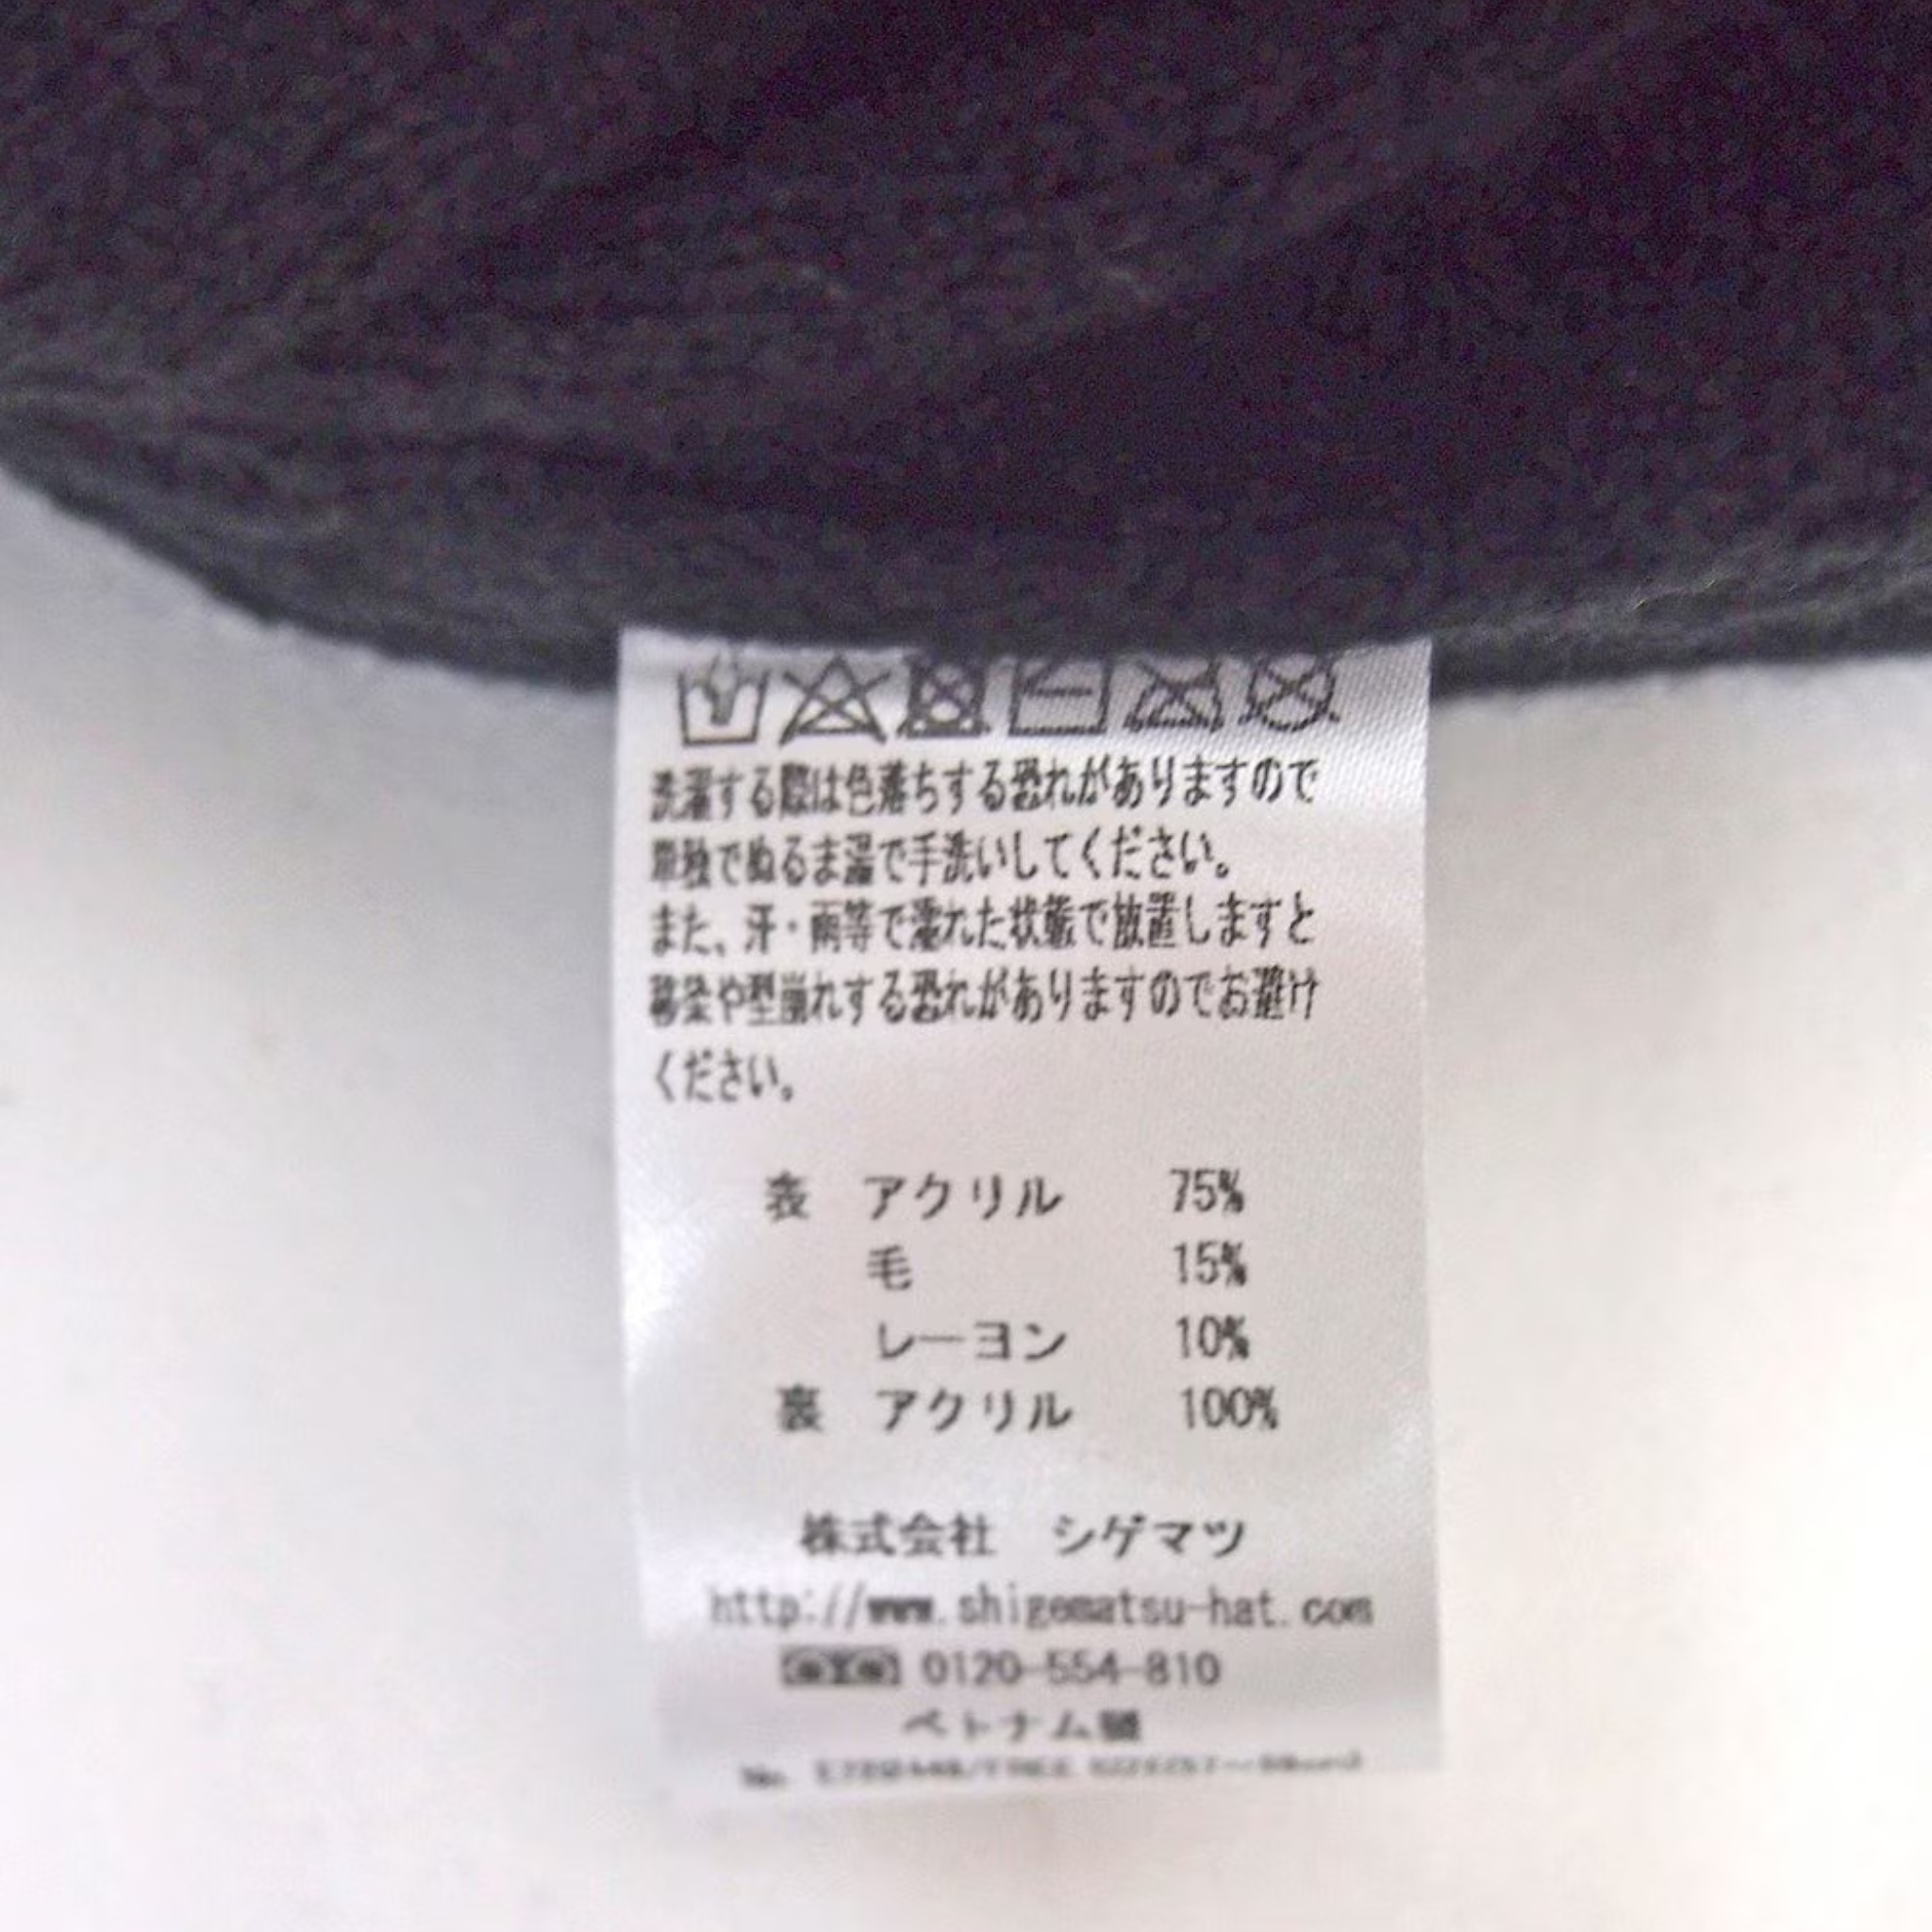 洗濯する際は色落ちする恐れがありますので
単独でぬるま湯で手洗いしてください。
また、汗・雨等で濡れた状態で放置しますと
移染や型崩れする恐れがありますのでお避け
ください。
表 アクリル 75%
毛 15%
レーヨン 10%
裏 アクリル 100%
株式会社 シゲマツ
http://www.shigematsu-hat.com
0120-554-810
ベトナム製
No.